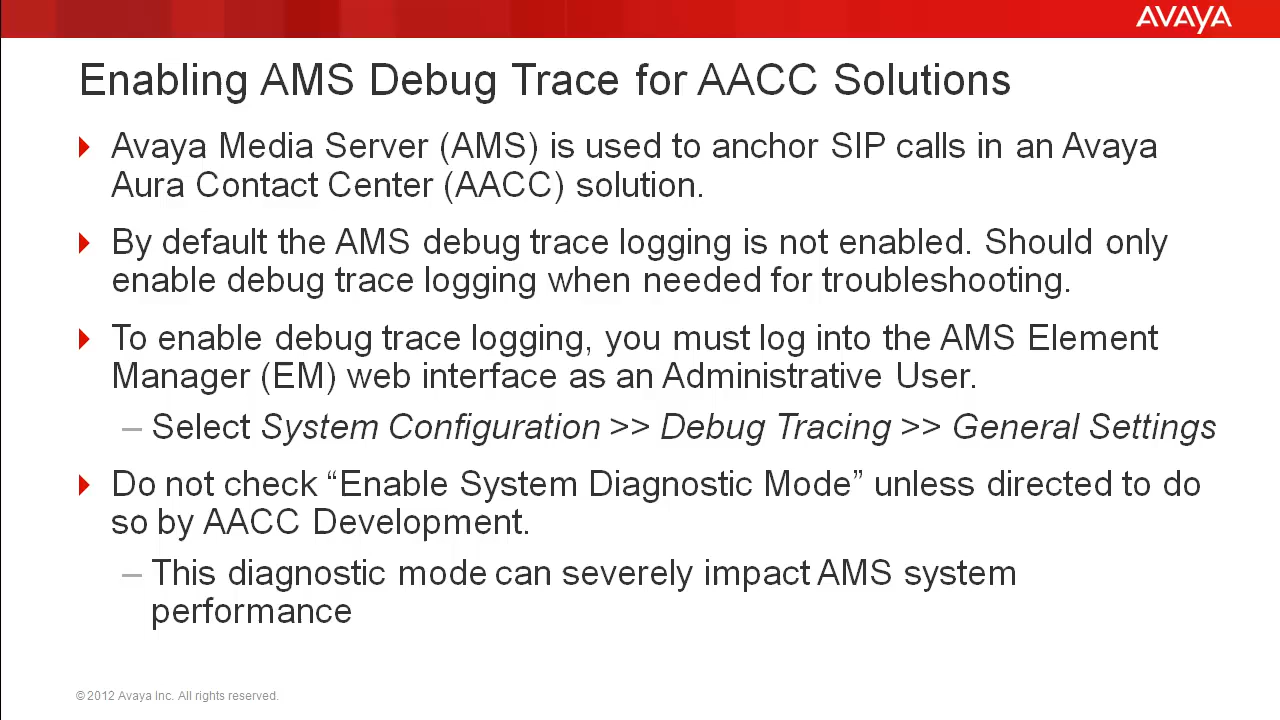 AVAYA
Enabling AMS Debug Trace for AACC Solutions
Avaya Media Server (AMS) is used to anchor SIP calls in an Avaya
Aura Contact Center (AACC) solution.
By default the AMS debug trace logging is not enabled. Should only
enable debug trace logging when needed for troubleshooting.
To enable debug trace logging, you must log into the AMS Element
Manager (EM) web interface as an Administrative User.
– Select System Configuration >> Debug Tracing >> General Settings
Do not check “Enable System Diagnostic Mode” unless directed to do
so by AACC Development.
– This diagnostic mode can severely impact AMS system
performance
© 2012 Avaya Inc. All rights reserved.